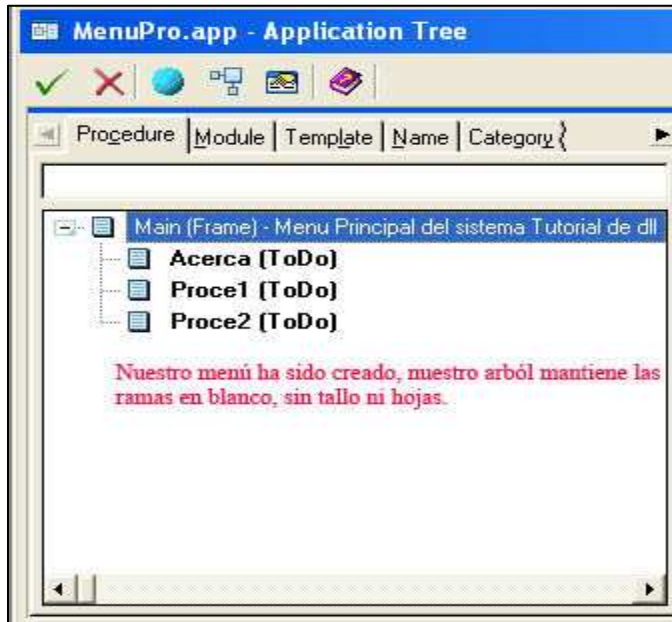 MenuPro.app - Application Tree
Procedure Module Template Name Category
Main (Frame) - Menu Principal del sistema Tutorial de dll
Acerca (ToDo)
Proce1 (ToDo)
Proce2 (ToDo)
Nuestro menú ha sido creado, nuestro arból mantiene las
ramas en blanco, sin tallo ni hojas.